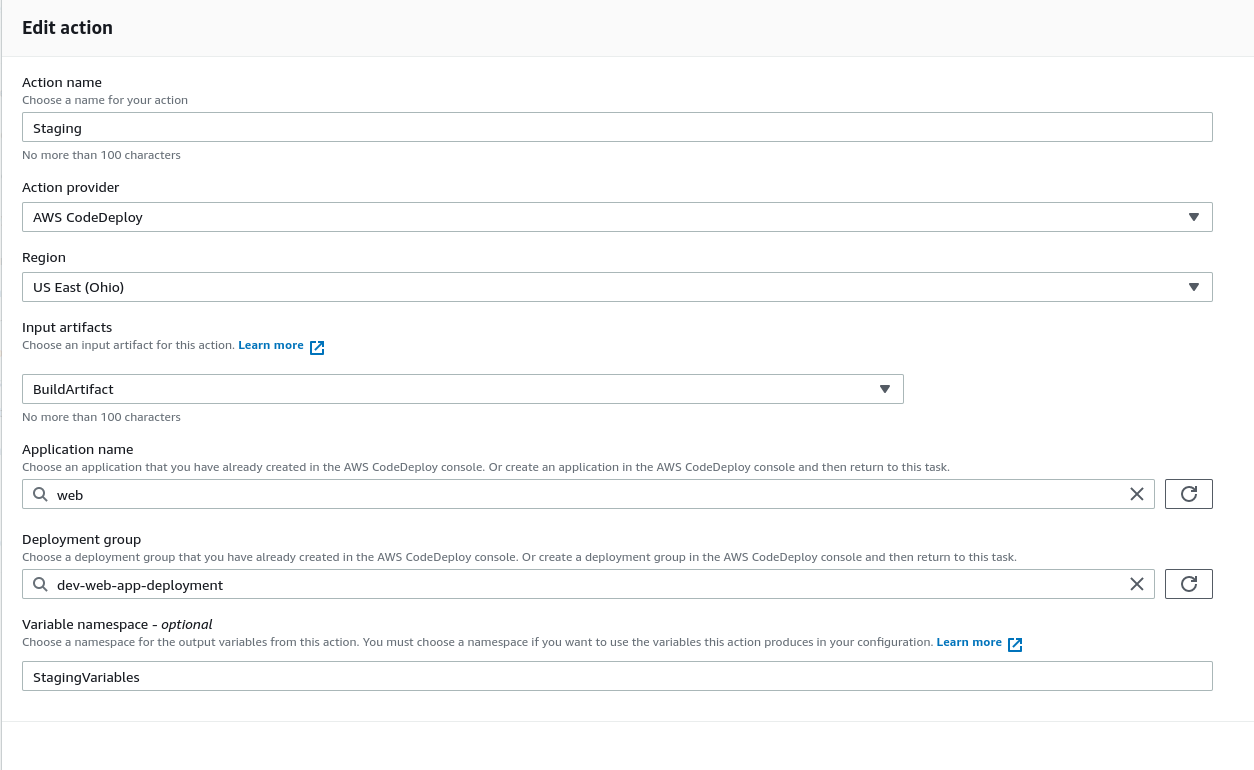 Edit action
Action name
Choose a name for your action
Staging
No more than 100 characters
Action provider
AWS CodeDeploy
Region
US East (Ohio)
Input artifacts
Choose an input artifact for this action. Learn more
BuildArtifact
No more than 100 characters
Application name
Choose an application that you have already created in the AWS CodeDeploy console. Or create an application in the AWS CodeDeploy console and then return to this task.
web
Deployment group
Choose a deployment group that you have already created in the AWS CodeDeploy console. Or create a deployment group in the AWS CodeDeploy console and then return to this task.
dev-web-app-deployment
Variable namespace - optional
Choose a namespace for the output variables from this action. You must choose a namespace if you want to use the variables this action produces in your configuration. Learn more
StagingVariables